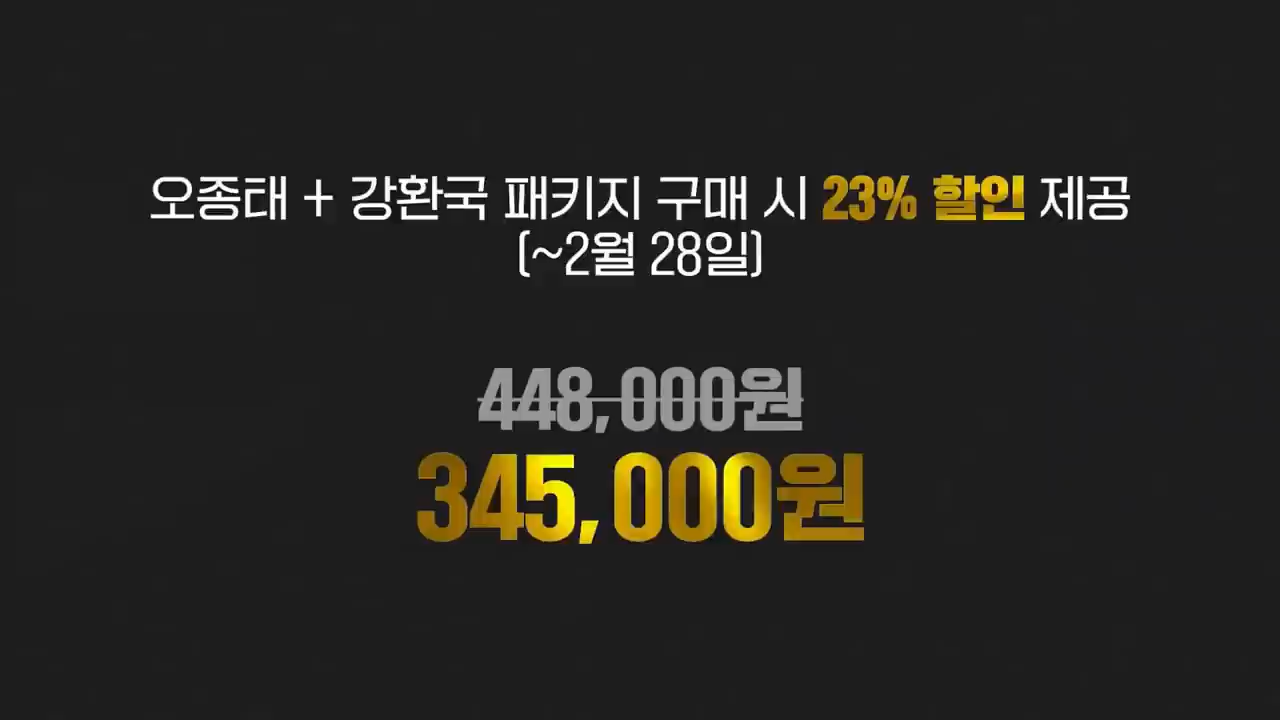 오종태 + 강환국 패키지 구매 시 23% 할인 제공
(~2월 28일)
448,000원
345,000원